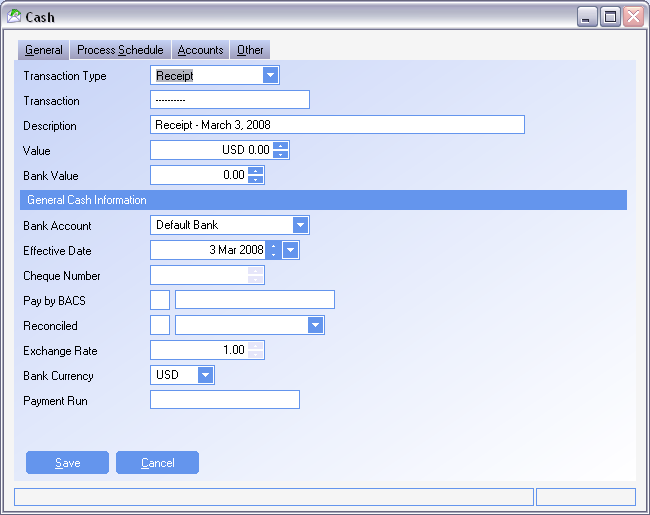 Cash
General Process Schedule Accounts Other
Transaction Type Receipt
Transaction ----------
Description Receipt - March 3, 2008
Value USD 0.00
Bank Value 0.00
General Cash Information
Bank Account Default Bank
Effective Date 3 Mar 2008
Cheque Number
Pay by BACS
Reconciled
Exchange Rate 1.00
Bank Currency USD
Payment Run
Save Cancel